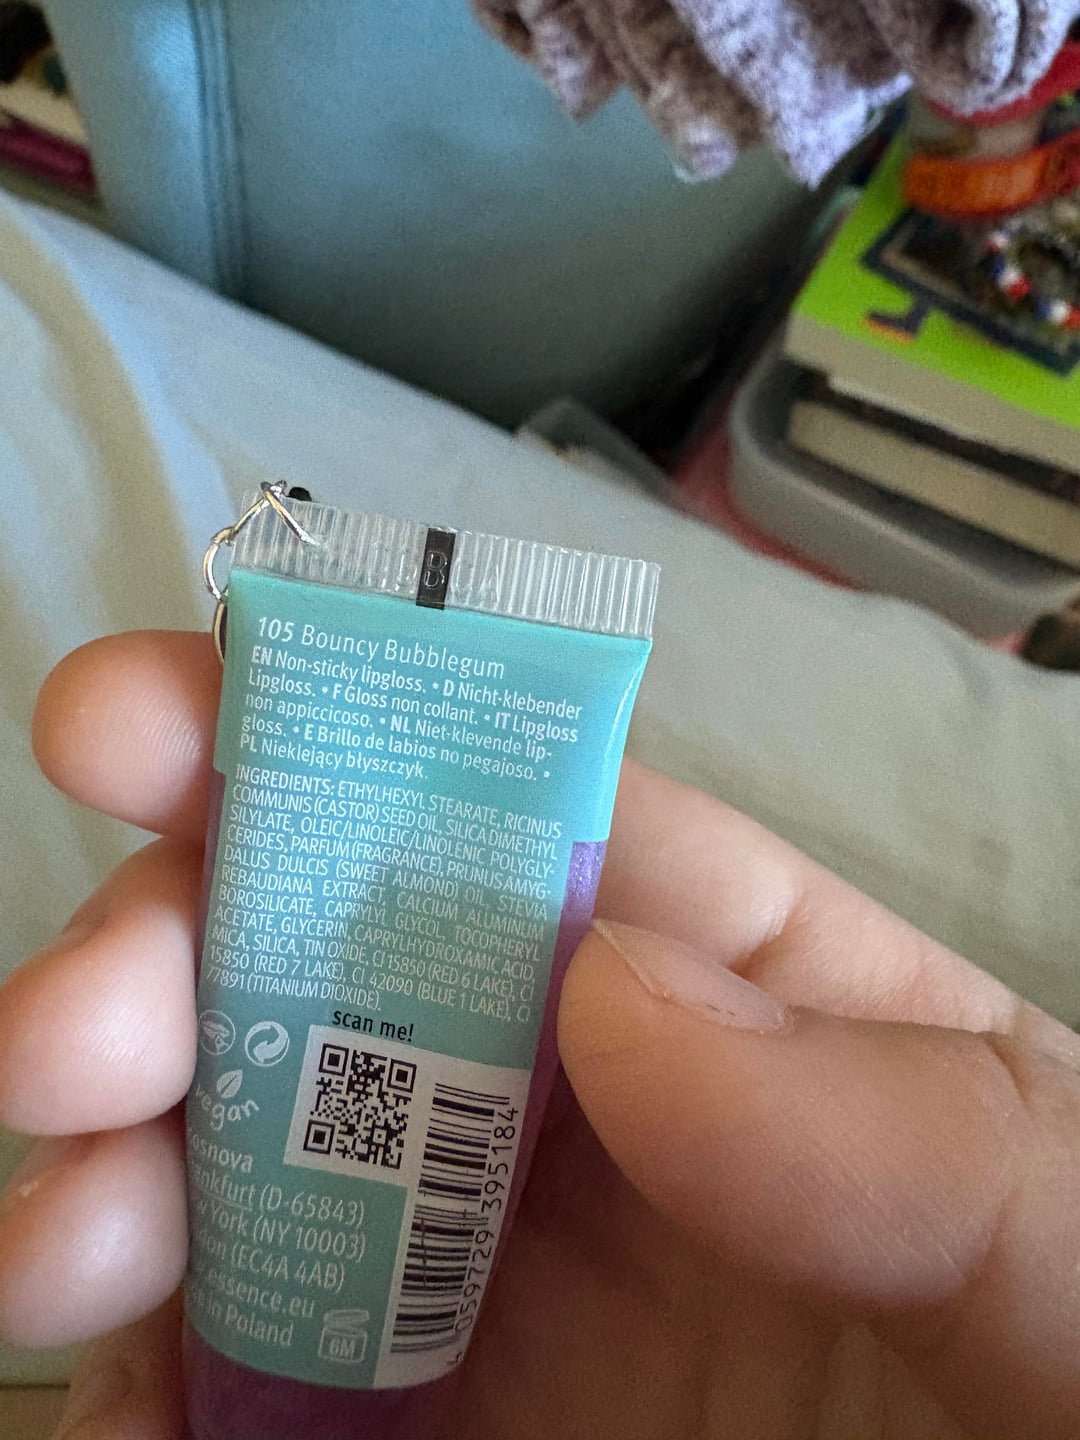 B
105 Bouncy Bubblegum
EN Non-sticky lipgloss. • D Nicht-klebender
Lipgloss. • F Gloss non collant. • IT Lipgloss
non appiccicoso. • NL Niet-klevende lip-
gloss. • E Brillo de labios no pegajoso. •
PL Nieklejący błyszczyk.
INGREDIENTS: ETHYLHEXYL STEARATE, RICINUS
COMMUNIS (CASTOR) SEED OIL, SILICA DIMETHYL
SILYLATE, OLEIC/LINOLEIC/LINOLENIC POLYGLY-
CERIDES, PARFUM (FRAGRANCE), PRUNUS AMYG-
DALUS DULCIS (SWEET ALMOND) OIL, STEVIA
REBAUDIANA EXTRACT, CALCIUM ALUMINUM
BOROSILICATE, CAPRYLYL GLYCOL, TOCOPHERYL
ACETATE, GLYCERIN, CAPRYLHYDROXAMIC ACID,
MICA, SILICA, TIN OXIDE, CI 15850 (RED 6 LAKE), CI
15850 (RED 7 LAKE), CI 42090 (BLUE 1 LAKE), CI
77891 (TITANIUM DIOXIDE).
scan me!
vegan
osnova
nkfurt (D-65843)
York (NY 10003)
on (EC4A 4AB)
essence.eu
in Poland
6M
4 059729 395184